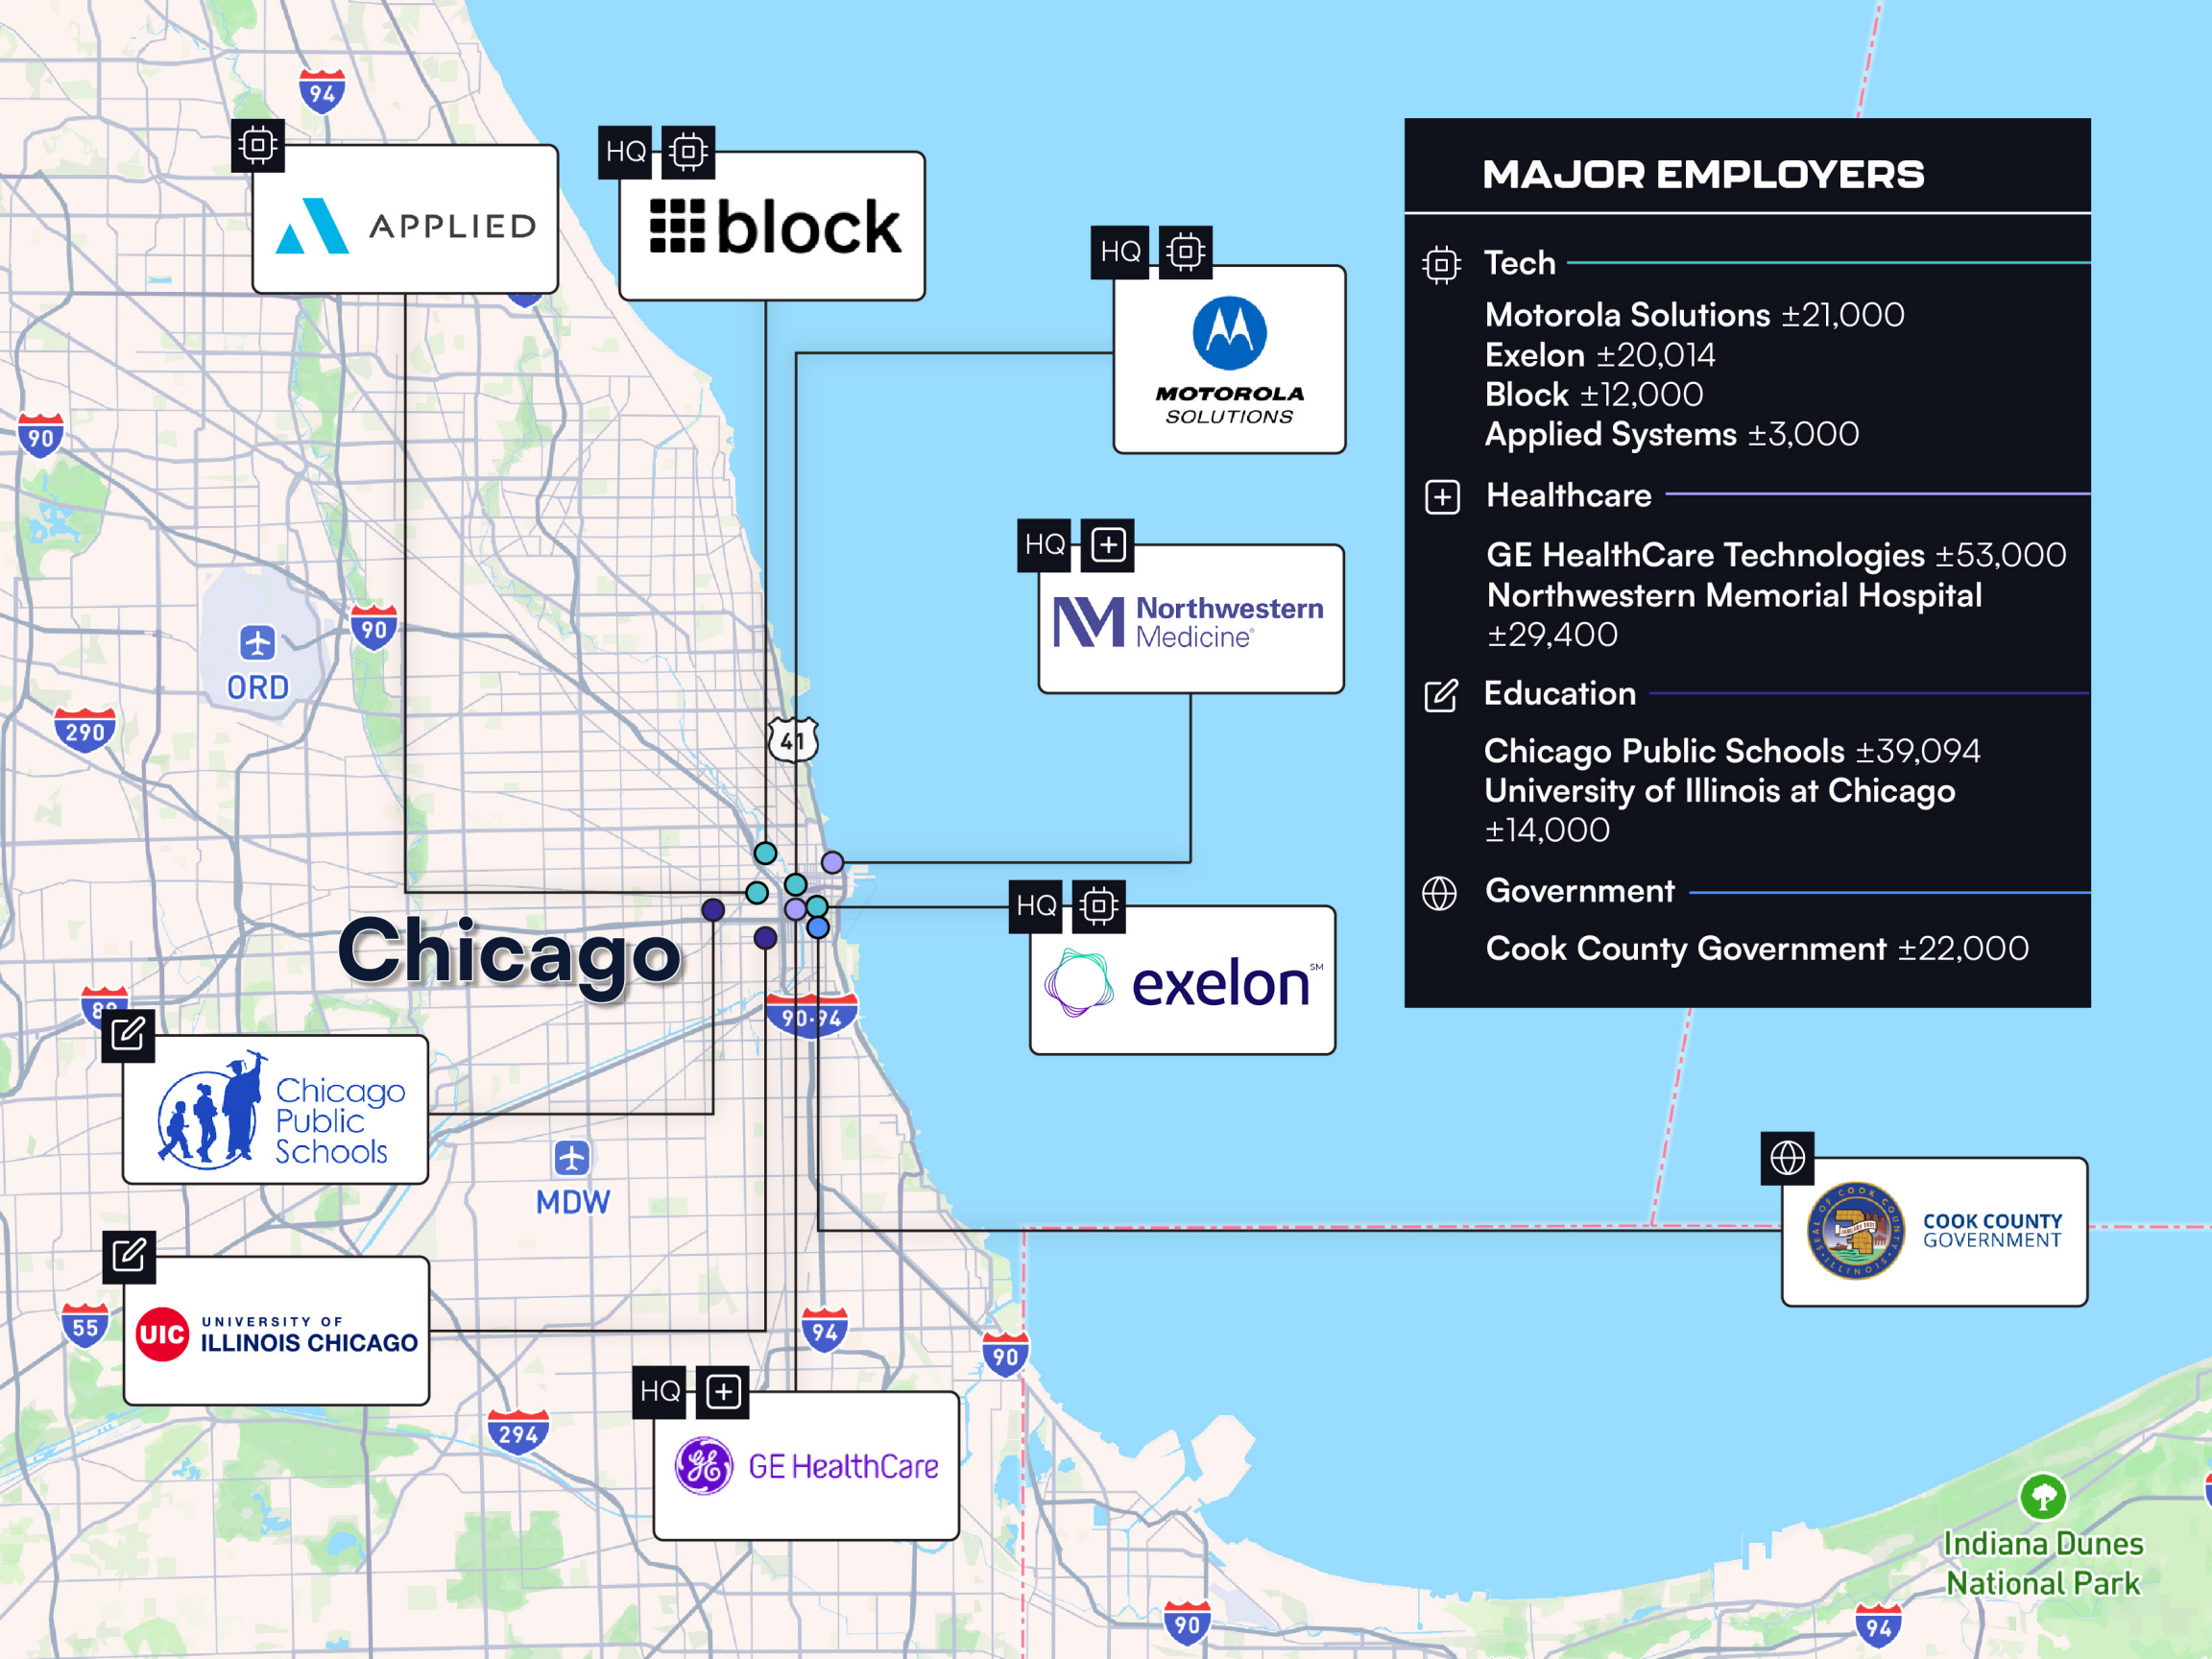 94
APPLIED
HQ
block
HQ
MOTOROLA
SOLUTIONS
MAJOR EMPLOYERS
Tech
Motorola Solutions ±21,000
Exelon ±20,014
Block ±12,000
Applied Systems ±3,000
Healthcare
GE HealthCare Technologies ±53,000
Northwestern Memorial Hospital
±29,400
Education
Chicago Public Schools ±39,094
University of Illinois at Chicago
±14,000
Government
Cook County Government ±22,000
90
HQ
Northwestern
Medicine®
90
ORD
290
41
HQ
exelon℠
Chicago
90-94
Chicago
Public
Schools
MDW
COOK COUNTY
GOVERNMENT
UIC
UNIVERSITY OF
ILLINOIS CHICAGO
55
94
90
HQ
GE HealthCare
294
Indiana Dunes
National Park
90
94